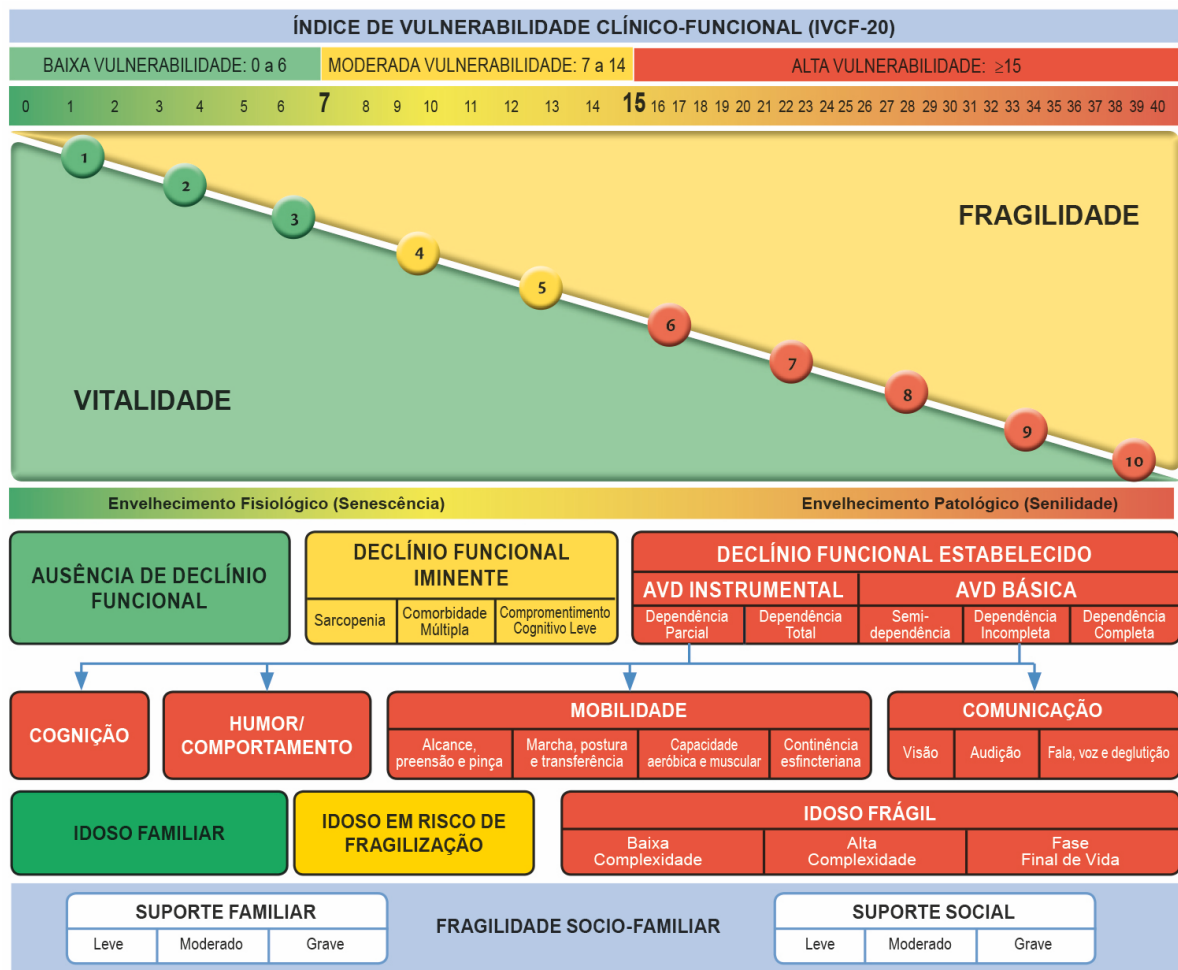 ÍNDICE DE VULNERABILIDADE CLÍNICO-FUNCIONAL (IVCF-20)
BAIXA VULNERABILIDADE: 0 a 6
MODERADA VULNERABILIDADE: 7 a 14
ALTA VULNERABILIDADE: ≥15
0 1 2 3 4 5 6 7 8 9 10 11 12 13 14 15 16 17 18 19 20 21 22 23 24 25 26 27 28 29 30 31 32 33 34 35 36 37 38 39 40
1
2
3
4
5
6
7
8
9
10
FRAGILIDADE
VITALIDADE
Envelhecimento Fisiológico (Senescência)
Envelhecimento Patológico (Senilidade)
AUSÊNCIA DE DECLÍNIO
FUNCIONAL
DECLÍNIO FUNCIONAL
IMINENTE
Sarcopenia
Comorbidade
Múltipla
Compromentimento
Cognitivo Leve
DECLÍNIO FUNCIONAL ESTABELECIDO
AVD INSTRUMENTAL
AVD BÁSICA
Dependência
Parcial
Dependência
Total
Semi-
dependência
Dependência
Incompleta
Dependência
Completa
COGNIÇÃO
HUMOR/
COMPORTAMENTO
MOBILIDADE
Alcance,
preensão e pinça
Marcha, postura
e transferência
Capacidade
aeróbica e muscular
Continência
esfincteriana
COMUNICAÇÃO
Visão
Audição
Fala, voz e deglutição
IDOSO FAMILIAR
IDOSO EM RISCO DE
FRAGILIZAÇÃO
IDOSO FRÁGIL
Baixa
Complexidade
Alta
Complexidade
Fase
Final de Vida
SUPORTE FAMILIAR
Leve
Moderado
Grave
FRAGILIDADE SOCIO-FAMILIAR
SUPORTE SOCIAL
Leve
Moderado
Grave